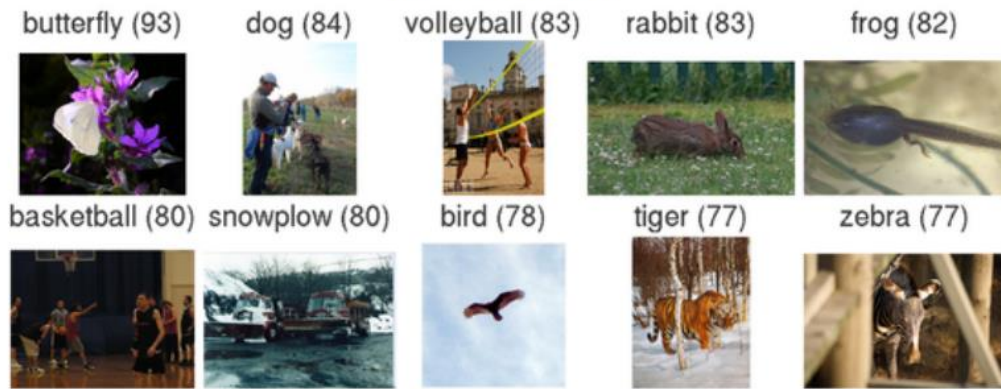 butterfly (93) dog (84) volleyball (83) rabbit (83) frog (82)
basketball (80) snowplow (80) bird (78) tiger (77) zebra (77)